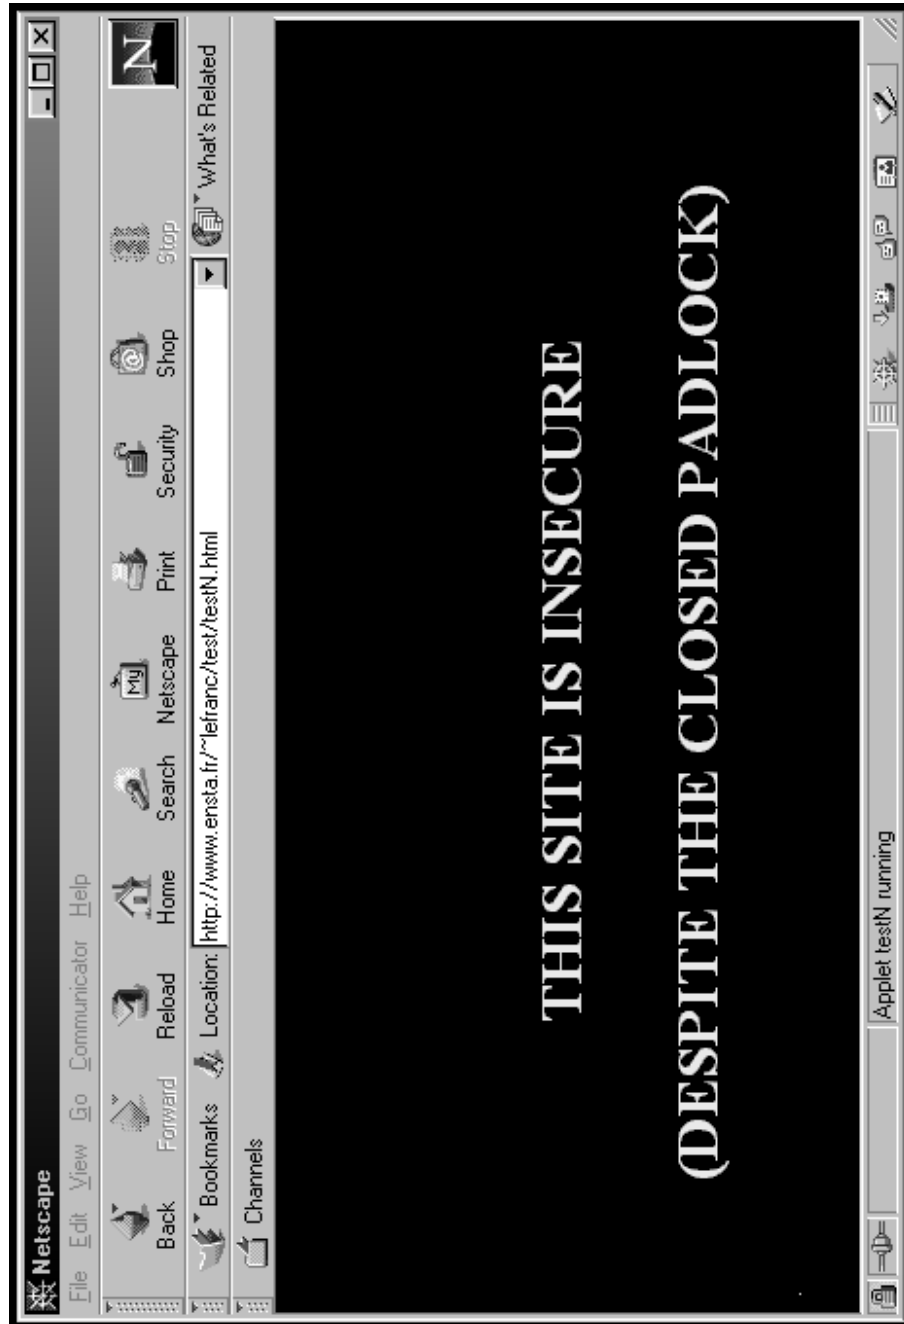 Netscape
File Edit View Go Communicator Help
N
My
Back Forward Reload Home Search Netscape Print Security Shop Stop
Bookmarks Location: http://www.ensta.fr/~lefranc/test/testN.html What's Related
Channels
THIS SITE IS INSECURE
(DESPITE THE CLOSED PADLOCK)
Applet testN running